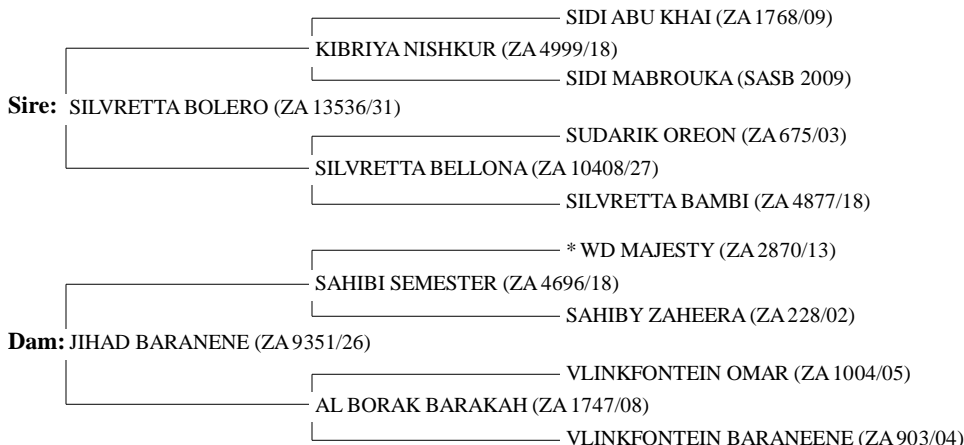 SIDI ABU KHAI (ZA 1768/09)
KIBRIYA NISHKUR (ZA 4999/18)
SIDI MABROUKA (SASB 2009)
Sire: SILVRETTA BOLERO (ZA 13536/31)
SUDARIK OREON (ZA 675/03)
SILVRETTA BELLONA (ZA 10408/27)
SILVRETTA BAMBI (ZA 4877/18)
* WD MAJESTY (ZA 2870/13)
SAHIBI SEMESTER (ZA 4696/18)
SAHIBY ZAHEERA (ZA 228/02)
Dam: JIHAD BARANENE (ZA 9351/26)
VLINKFONTEIN OMAR (ZA 1004/05)
AL BORAK BARAKAH (ZA 1747/08)
VLINKFONTEIN BARANEENE (ZA 903/04)